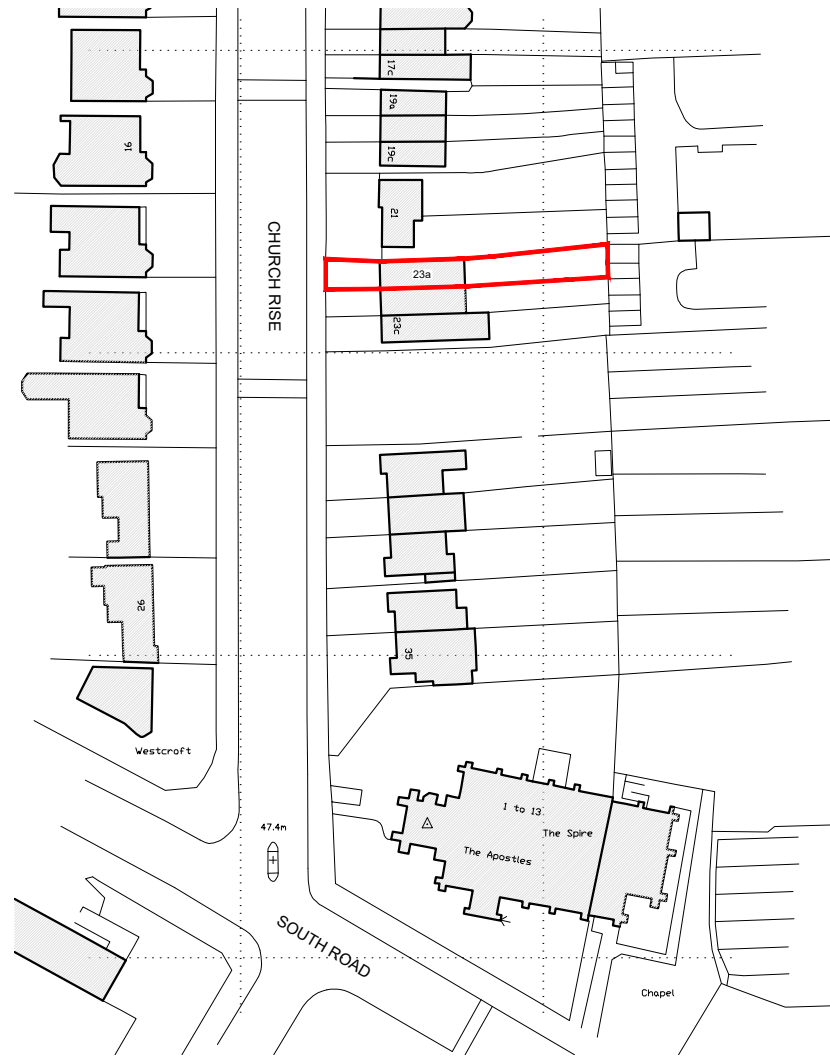 17c
19a
16
19c
21
CHURCH RISE
23a
23c
26
35
Westcroft
1 to 13
47.4m
The Spire
The Apostles
SOUTH ROAD
Chapel